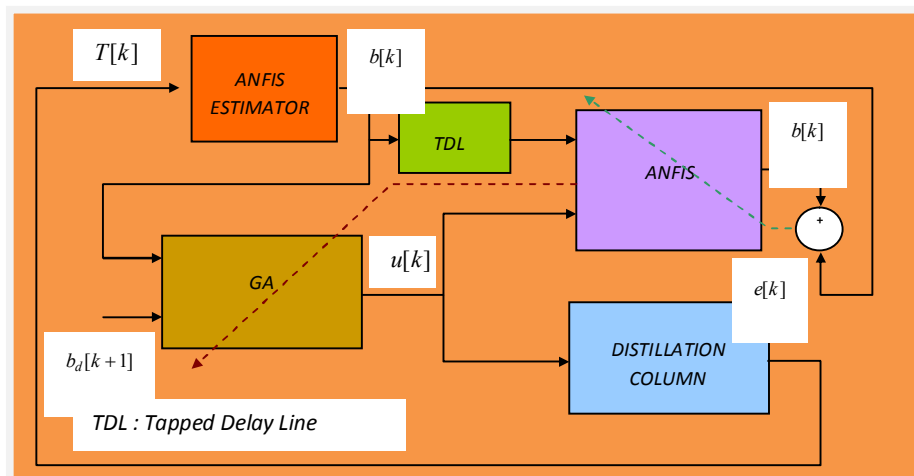 T[k]
ANFIS
ESTIMATOR
b[k]
TDL
ANFIS
b[k]
+
GA
u[k]
e[k]
b_d[k+1]
DISTILLATION
COLUMN
TDL : Tapped Delay Line